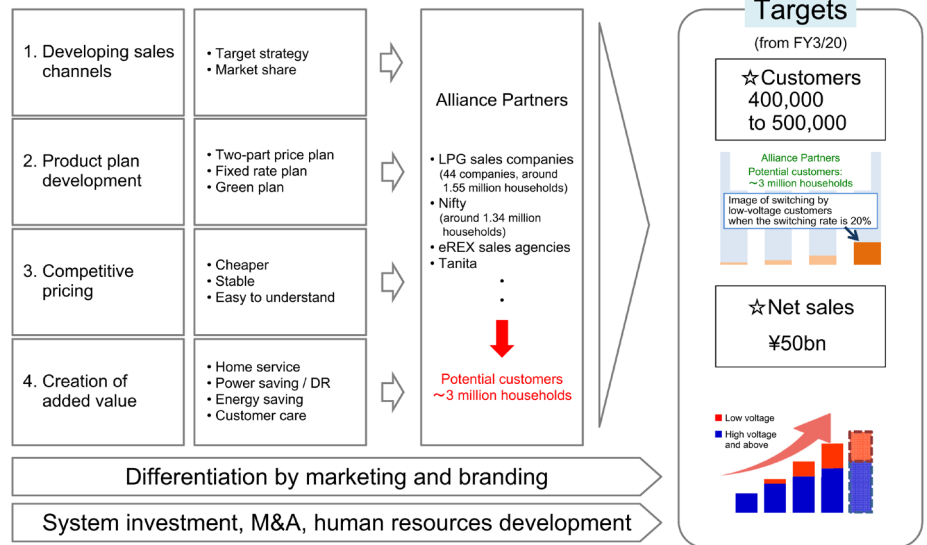 1. Developing sales
channels
• Target strategy
• Market share
2. Product plan
development
• Two-part price plan
• Fixed rate plan
• Green plan
3. Competitive
pricing
• Cheaper
• Stable
• Easy to understand
4. Creation of
added value
• Home service
• Power saving / DR
• Energy saving
• Customer care
Alliance Partners
• LPG sales companies
(44 companies, around
1.55 million households)
• Nifty
(around 1.34 million
households)
• eREX sales agencies
• Tanita
•
•
Potential customers
~3 million households
Differentiation by marketing and branding
System investment, M&A, human resources development
Targets
(from FY3/20)
☆Customers
400,000
to 500,000
Alliance Partners
Potential customers:
~3 million households
Image of switching by
low-voltage customers
when the switching rate is 20%
☆Net sales
¥50bn
Low voltage
High voltage
and above